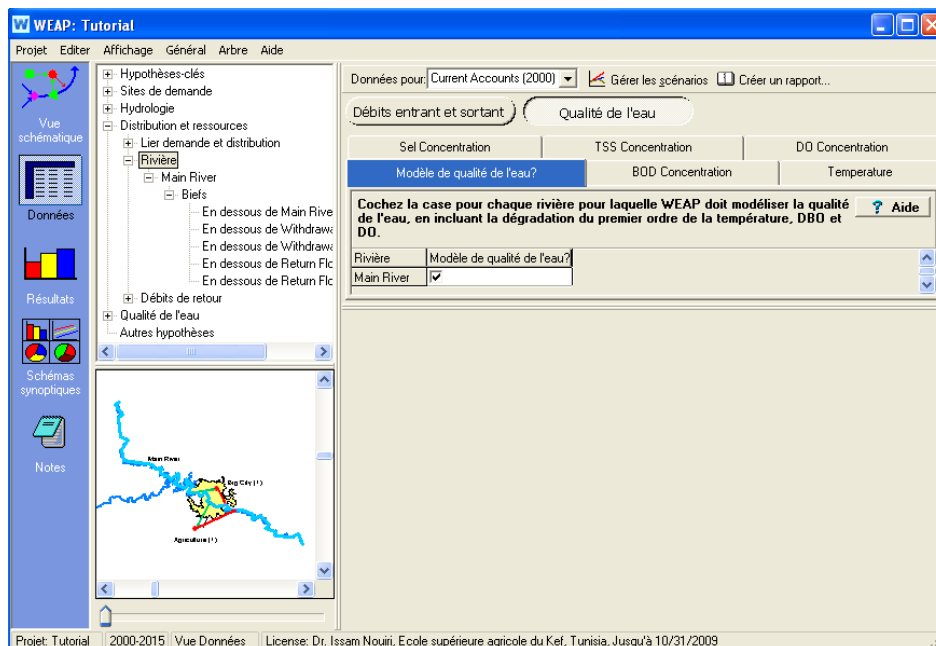 WEAP: Tutorial
Projet Editer Affichage Général Arbre Aide
Vue schématique
Données
Résultats
Schémas synoptiques
Notes
Hypothèses-clés
Sites de demande
Hydrologie
Distribution et ressources
Lier demande et distribution
Rivière
Main River
Biefs
En dessous de Main Rive
En dessous de Withdrawa
En dessous de Withdrawa
En dessous de Return Flo
En dessous de Return Flo
Débits de retour
Qualité de l'eau
Autres hypothèses
Main River
Big City (1)
Agriculture (1)
Données pour: Current Accounts (2000) Gérer les scénarios Créer un rapport...
Débits entrant et sortant Qualité de l'eau
Sel Concentration TSS Concentration DO Concentration
Modèle de qualité de l'eau? BOD Concentration Temperature
Cochez la case pour chaque rivière pour laquelle WEAP doit modéliser la qualité
de l'eau, en incluant la dégradation du premier ordre de la température, DBO et
DO.
? Aide
Rivière Modèle de qualité de l'eau?
Main River
Projet: Tutorial 2000-2015 Vue Données License: Dr. Issam Nouiri, Ecole supérieure agricole du Kef, Tunisia, Jusqu'à 10/31/2009